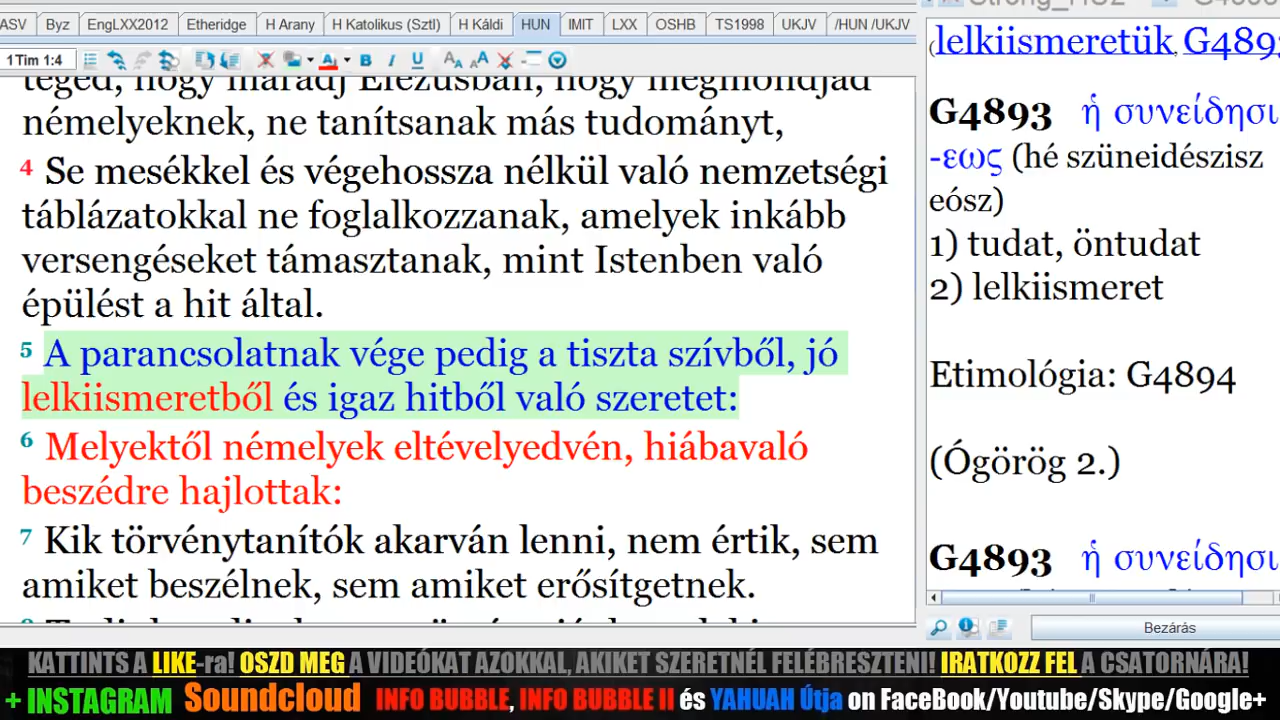 ASV Byz EngLXX2012 Etheridge H Arany H Katolikus (Sztl) H Káldi HUN IMIT LXX OSHB TS1998 UKJV /HUN /UKJV
1Tim 1:4
téged, hogy maradj Efézusban, hogy megmondjad
némelyeknek, ne tanítsanak más tudományt,
4 Se mesékkel és végehossza nélkül való nemzetségi
táblázatokkal ne foglalkozzanak, amelyek inkább
versengéseket támasztanak, mint Istenben való
épülést a hit által.
5 A parancsolatnak vége pedig a tiszta szívből, jó
lelkiismeretből és igaz hitből való szeretet:
6 Melyektől némelyek eltévelyedvén, hiábavaló
beszédre hajlottak:
7 Kik törvénytanítók akarván lenni, nem értik, sem
amiket beszélnek, sem amiket erősítgetnek.
(lelkiismeretük, G489
G4893 ἡ συνείδησι
-εως (hé szüneidészisz
eósz)
1) tudat, öntudat
2) lelkiismeret
Etimológia: G4894
(Ógörög 2.)
G4893 ἡ συνείδησι
Bezárás
KATTINTS A LIKE-ra! OSZD MEG A VIDEÓKAT AZOKKAL, AKIKET SZERETNÉL FELÉBRESZTENI! IRATKOZZ FEL A CSATORNÁRA!
+ INSTAGRAM Soundcloud INFO BUBBLE, INFO BUBBLE II és YAHUAH Útja on FaceBook/Youtube/Skype/Google+